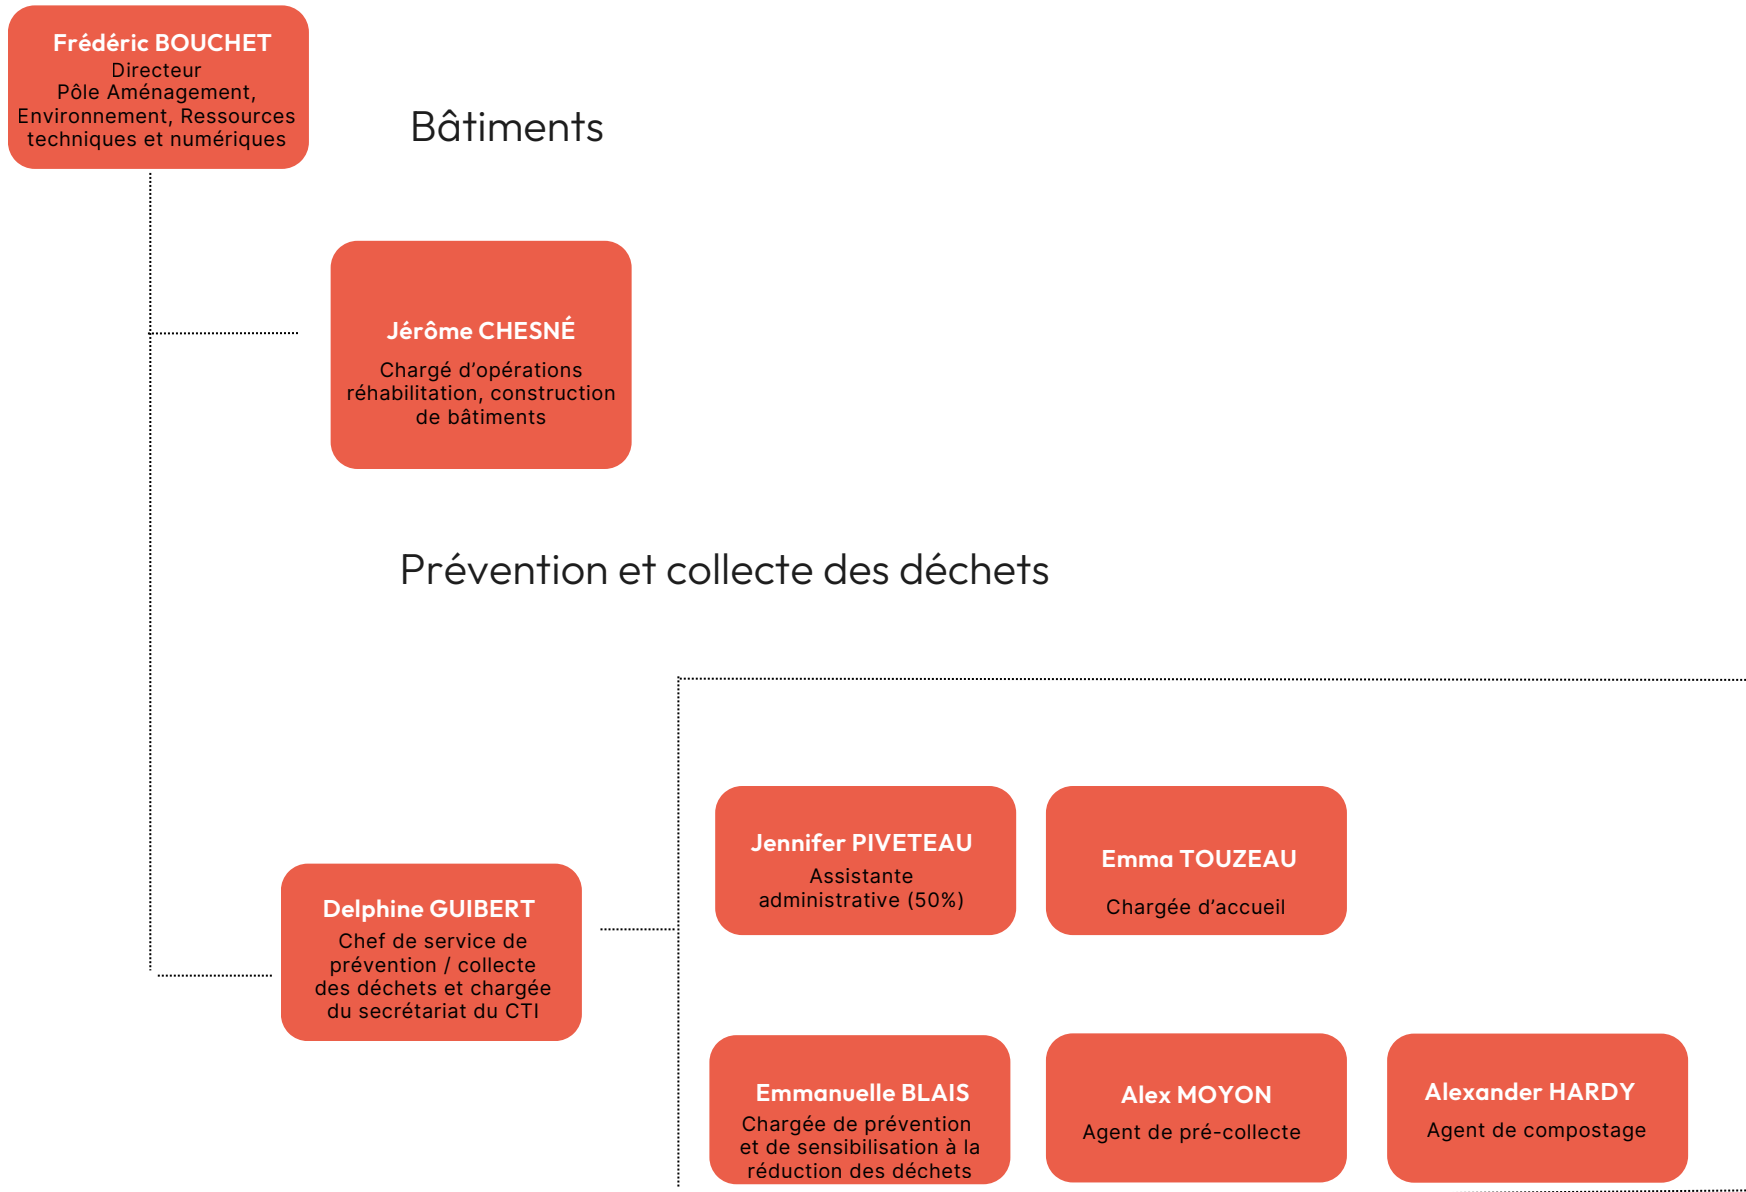 Frédéric BOUCHET
Directeur
Pôle Aménagement,
Environnement, Ressources
techniques et numériques
Bâtiments
Jérôme CHESNÉ
Chargé d’opérations
réhabilitation, construction
de bâtiments
Prévention et collecte des déchets
Delphine GUIBERT
Chef de service de
prévention / collecte
des déchets et chargée
du secrétariat du CTI
Jennifer PIVETEAU
Assistante
administrative (50%)
Emma TOUZEAU
Chargée d’accueil
Emmanuelle BLAIS
Chargée de prévention
et de sensibilisation à la
réduction des déchets
Alex MOYON
Agent de pré-collecte
Alexander HARDY
Agent de compostage